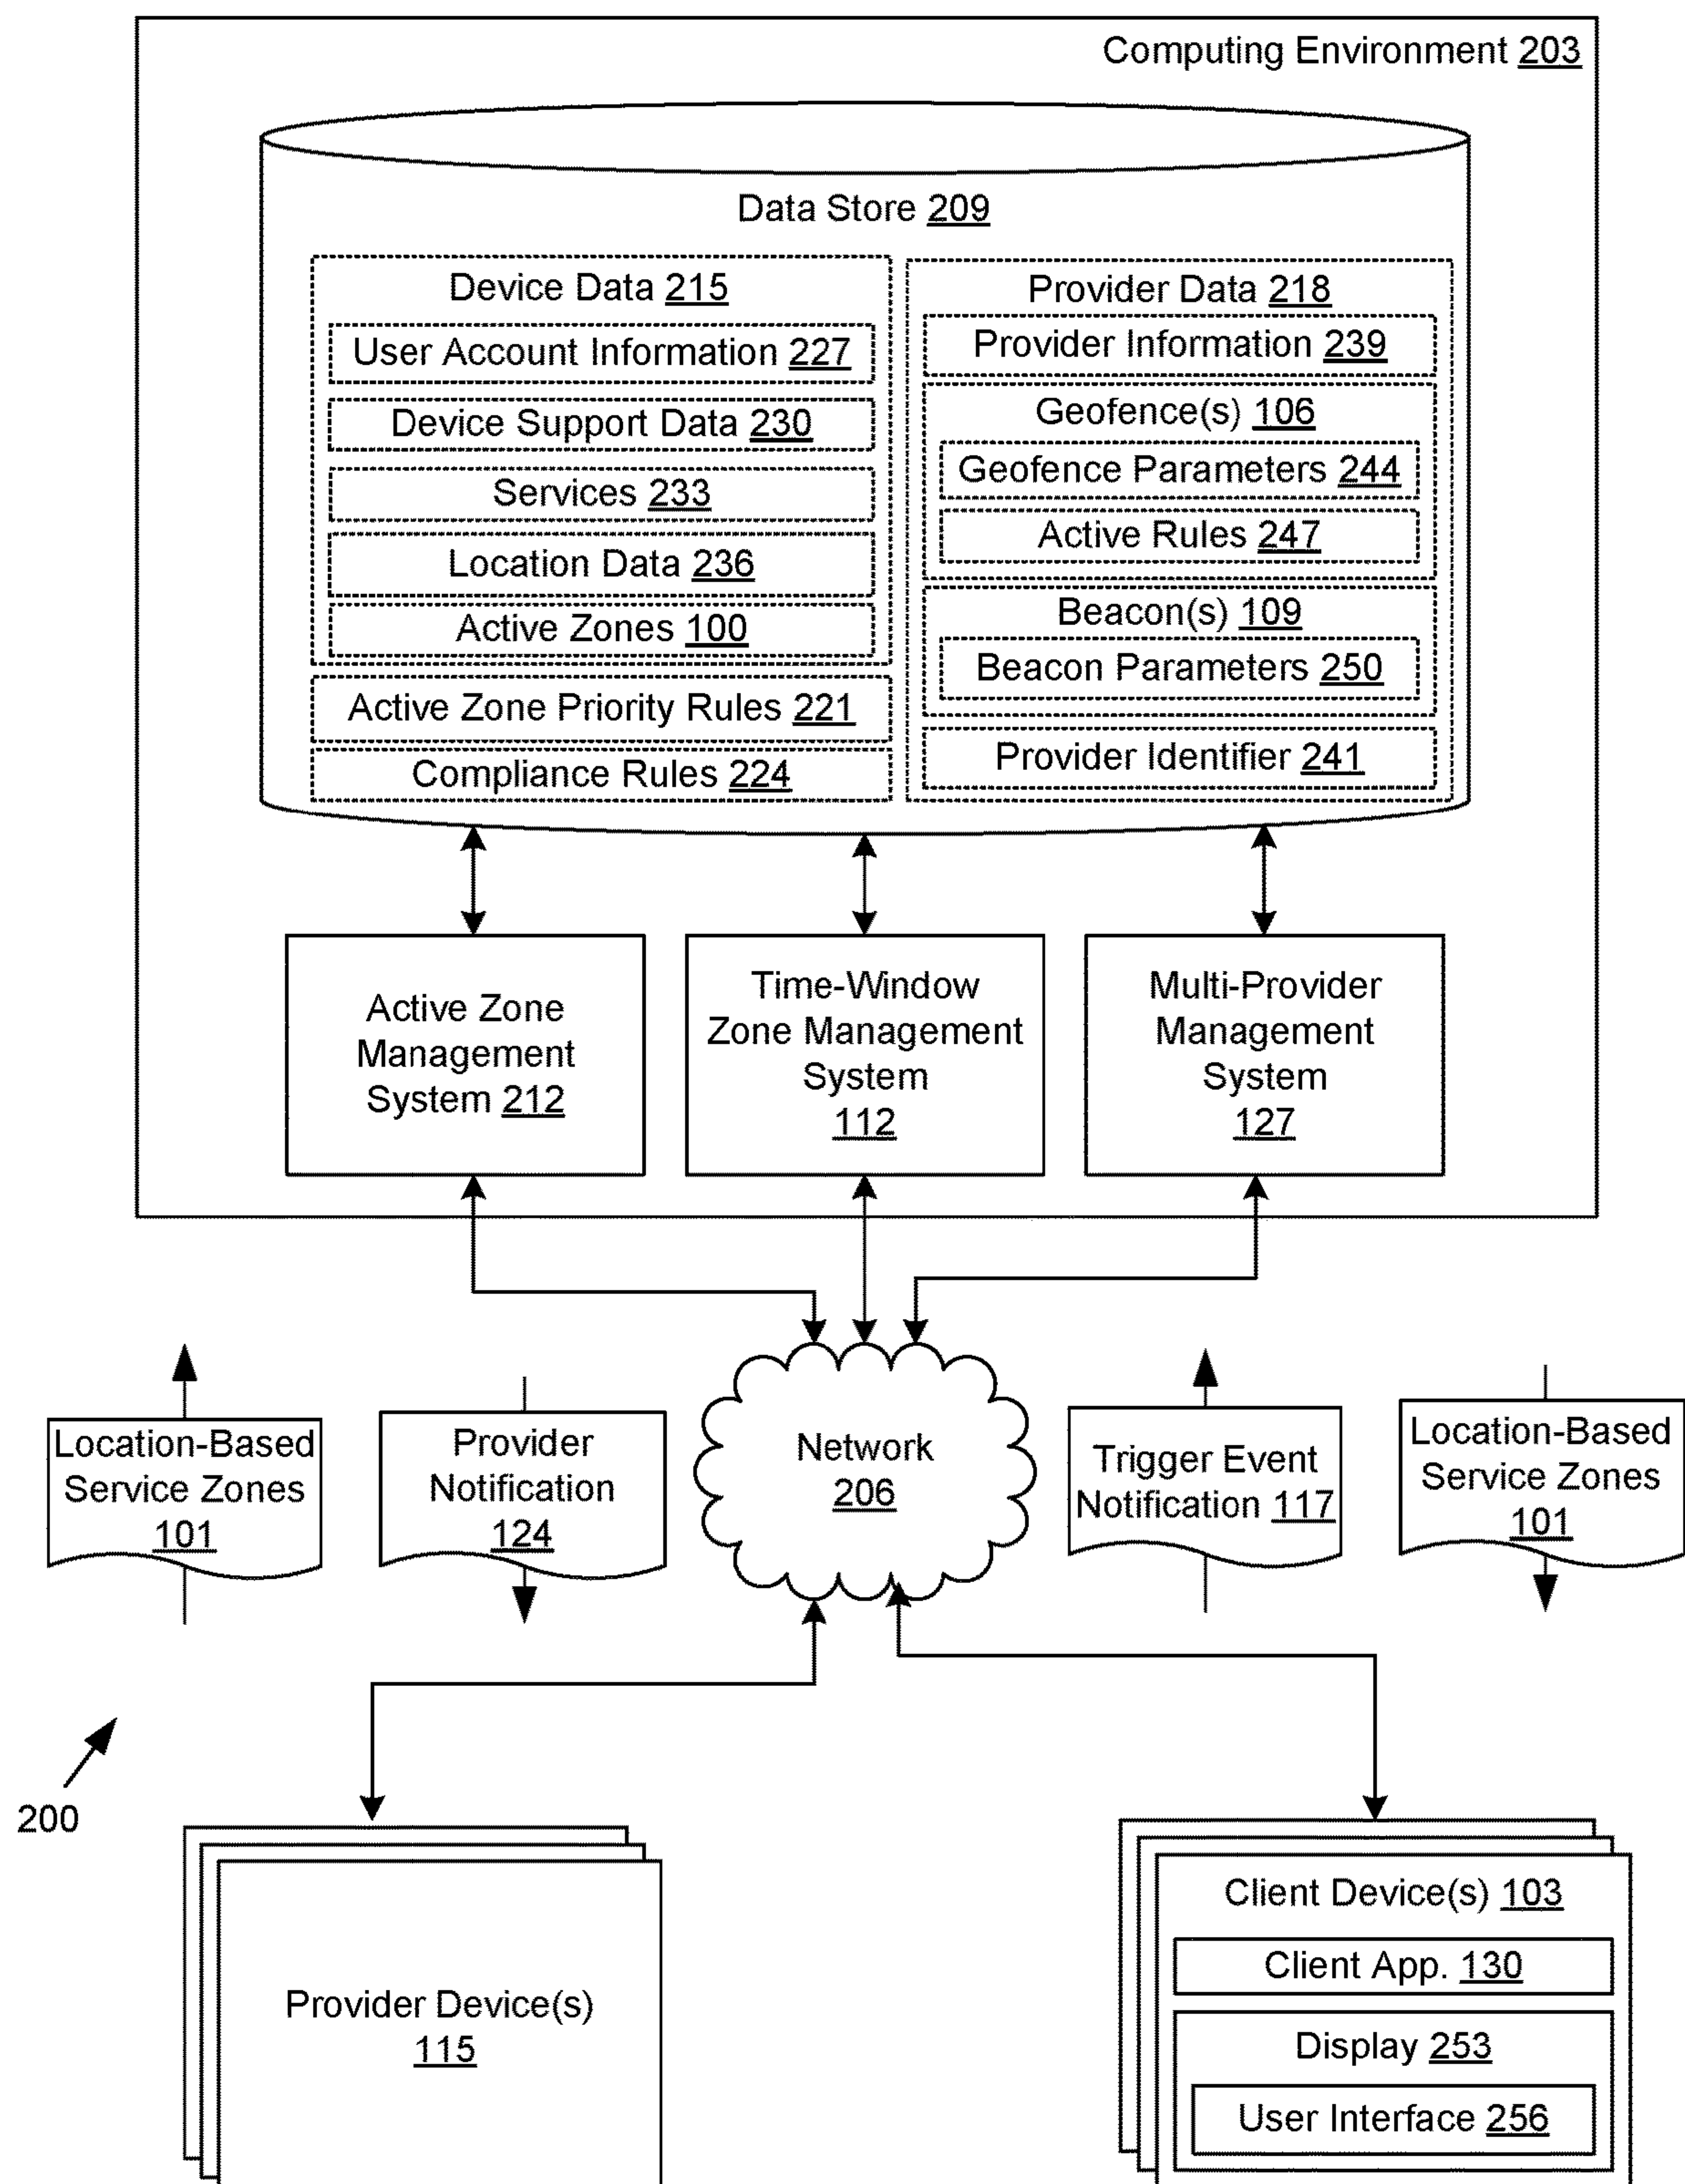 Computing Environment 203
Data Store 209
Device Data 215
User Account Information 227
Device Support Data 230
Services 233
Location Data 236
Active Zones 100
Active Zone Priority Rules 221
Compliance Rules 224
Provider Data 218
Provider Information 239
Geofence(s) 106
Geofence Parameters 244
Active Rules 247
Beacon(s) 109
Beacon Parameters 250
Provider Identifier 241
Active Zone
Management
System 212
Time-Window
Zone Management
System
112
Multi-Provider
Management
System
127
Location-Based
Service Zones
101
Provider
Notification
124
Network
206
Trigger Event
Notification 117
Location-Based
Service Zones
101
200
Provider Device(s)
115
Client Device(s) 103
Client App. 130
Display 253
User Interface 256